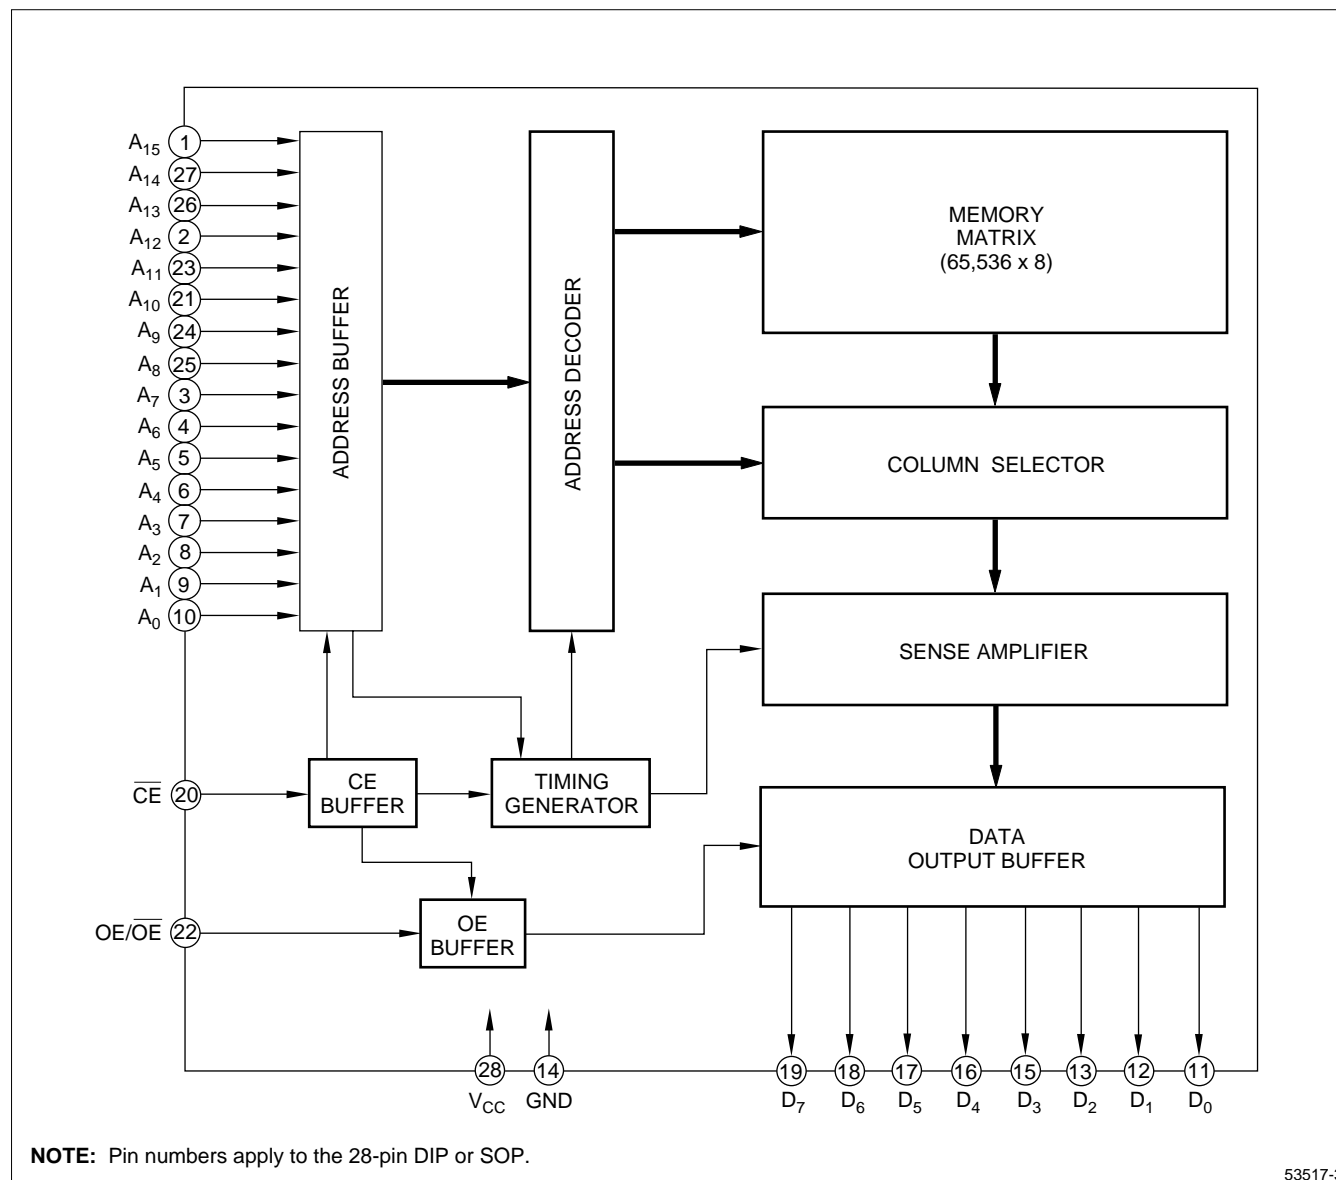 A15 1
A14 27
A13 26
A12 2
A11 23
A10 21
A9 24
A8 25
A7 3
A6 4
A5 5
A4 6
A3 7
A2 8
A1 9
A0 10
ADDRESS BUFFER
ADDRESS DECODER
MEMORY
MATRIX
(65,536 x 8)
COLUMN SELECTOR
SENSE AMPLIFIER
C̅E̅ 20
CE
BUFFER
TIMING
GENERATOR
DATA
OUTPUT BUFFER
OE/O̅E̅ 22
OE
BUFFER
28 14 19 18 17 16 15 13 12 11
VCC GND D7 D6 D5 D4 D3 D2 D1 D0
NOTE: Pin numbers apply to the 28-pin DIP or SOP.